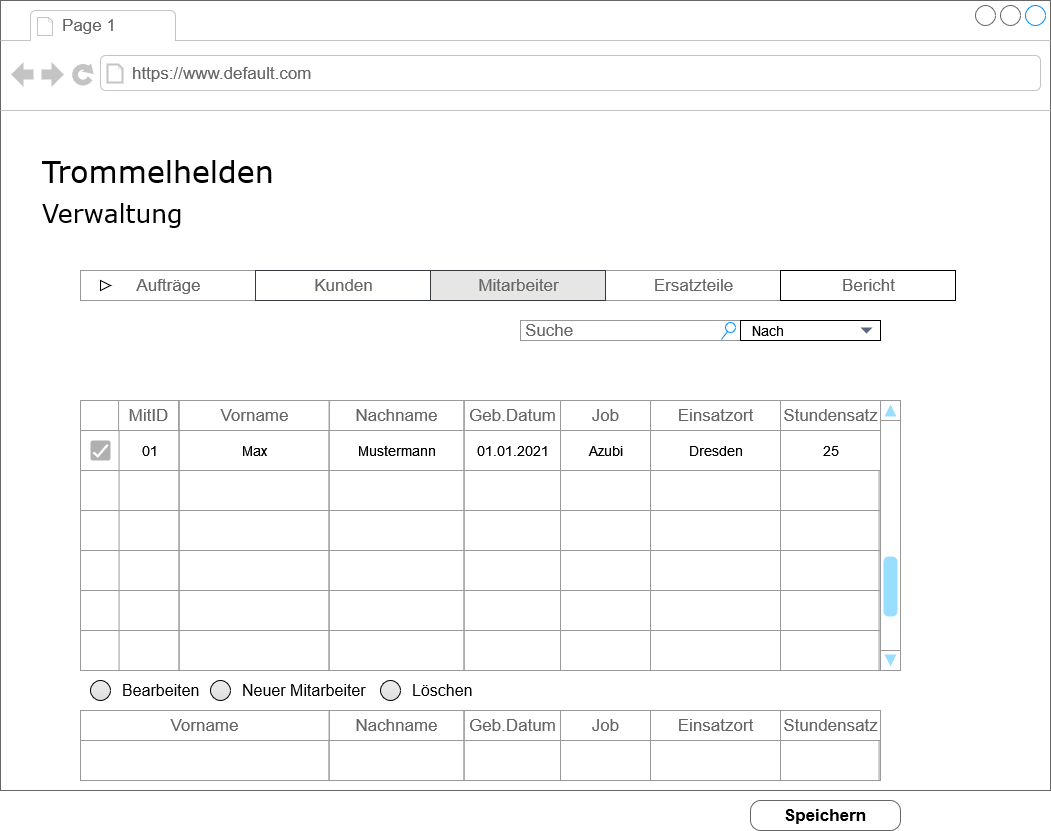 Page 1
https://www.default.com
Trommelhelden
Verwaltung
Aufträge Kunden Mitarbeiter Ersatzteile Bericht
Suche Nach
MitID Vorname Nachname Geb.Datum Job Einsatzort Stundensatz
01 Max Mustermann 01.01.2021 Azubi Dresden 25
Bearbeiten Neuer Mitarbeiter Löschen
Vorname Nachname Geb.Datum Job Einsatzort Stundensatz
Speichern